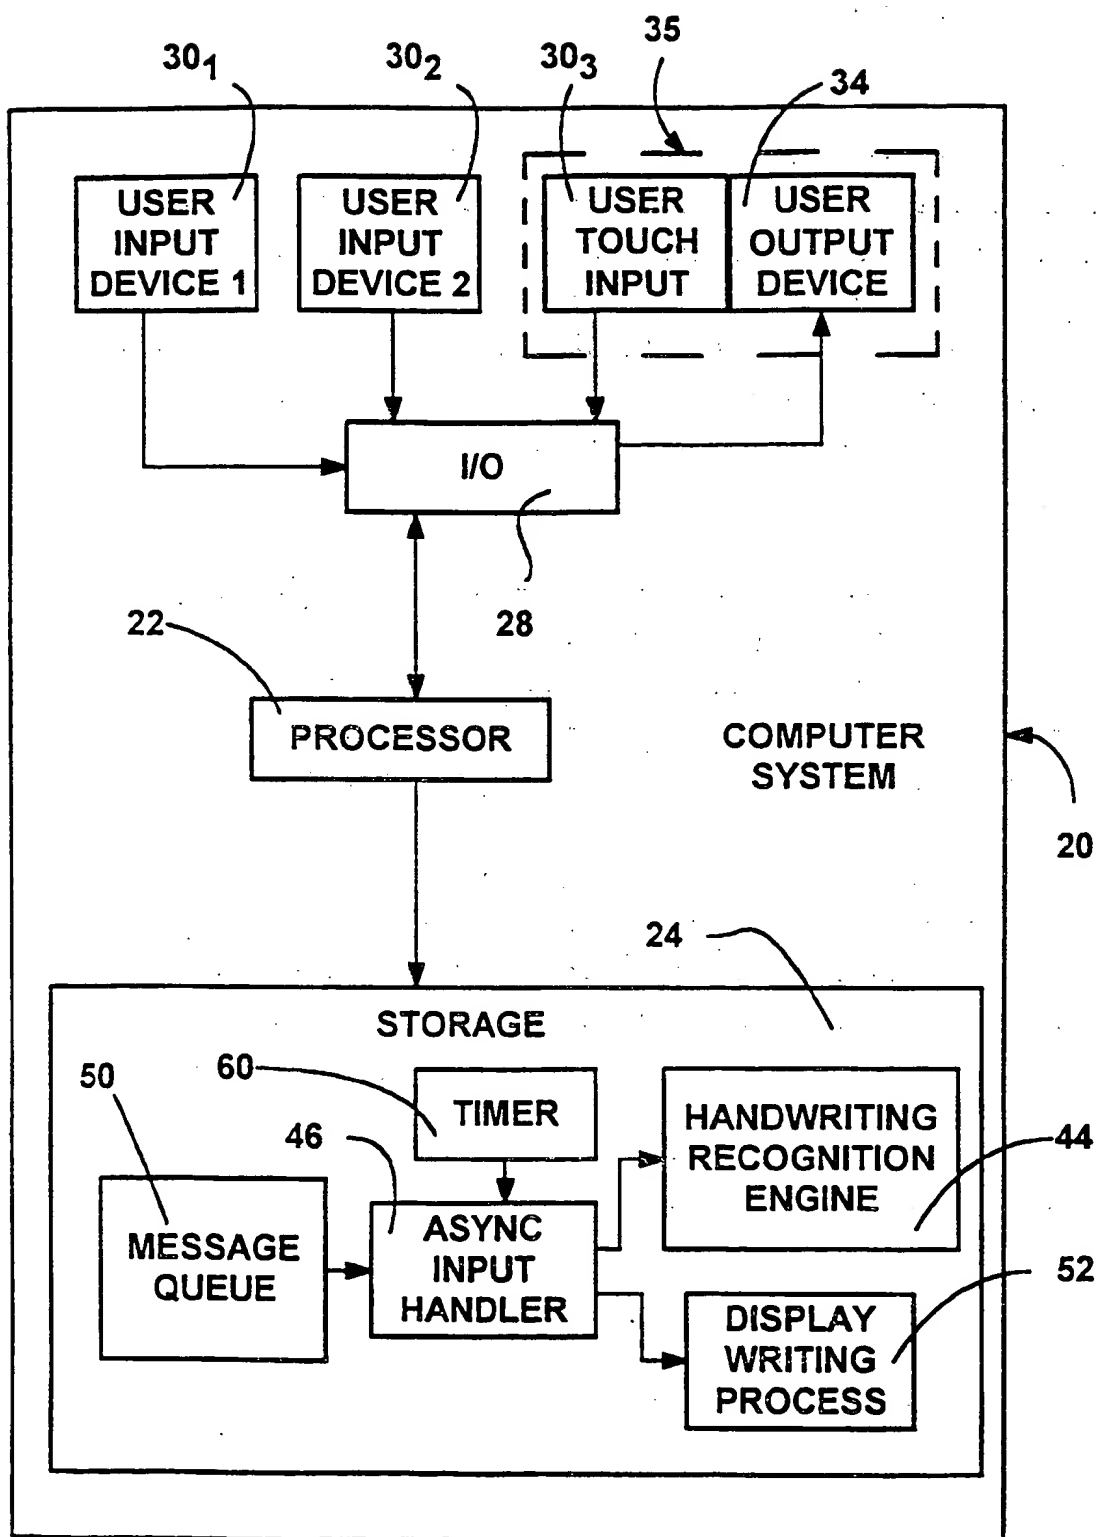 35
30₁
30₂
30₃
34
USER
INPUT
DEVICE 1
USER
INPUT
DEVICE 2
USER
TOUCH
INPUT
USER
OUTPUT
DEVICE
I/O
22
28
PROCESSOR
COMPUTER
SYSTEM
20
24
STORAGE
50
60
TIMER
46
HANDWRITING
RECOGNITION
ENGINE
44
MESSAGE
QUEUE
ASYNC
INPUT
HANDLER
52
DISPLAY
WRITING
PROCESS